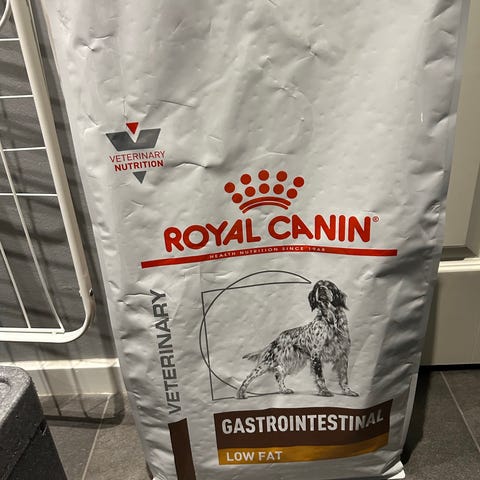 VETERINARY
NUTRITION
ROYAL CANIN®
HEALTH NUTRITION SINCE 1968
VETERINARY
GASTROINTESTINAL
LOW FAT